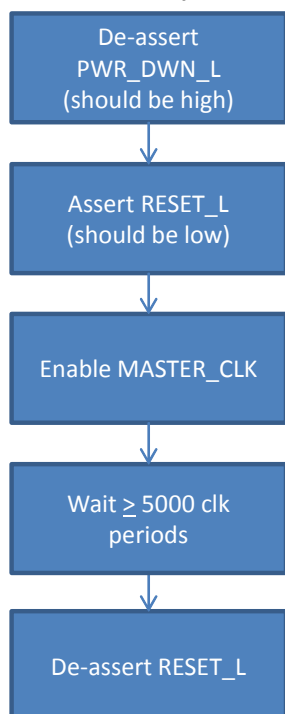 De-assert
PWR_DWN_L
(should be high)
Assert RESET_L
(should be low)
Enable MASTER_CLK
Wait ≥ 5000 clk
periods
De-assert RESET_L